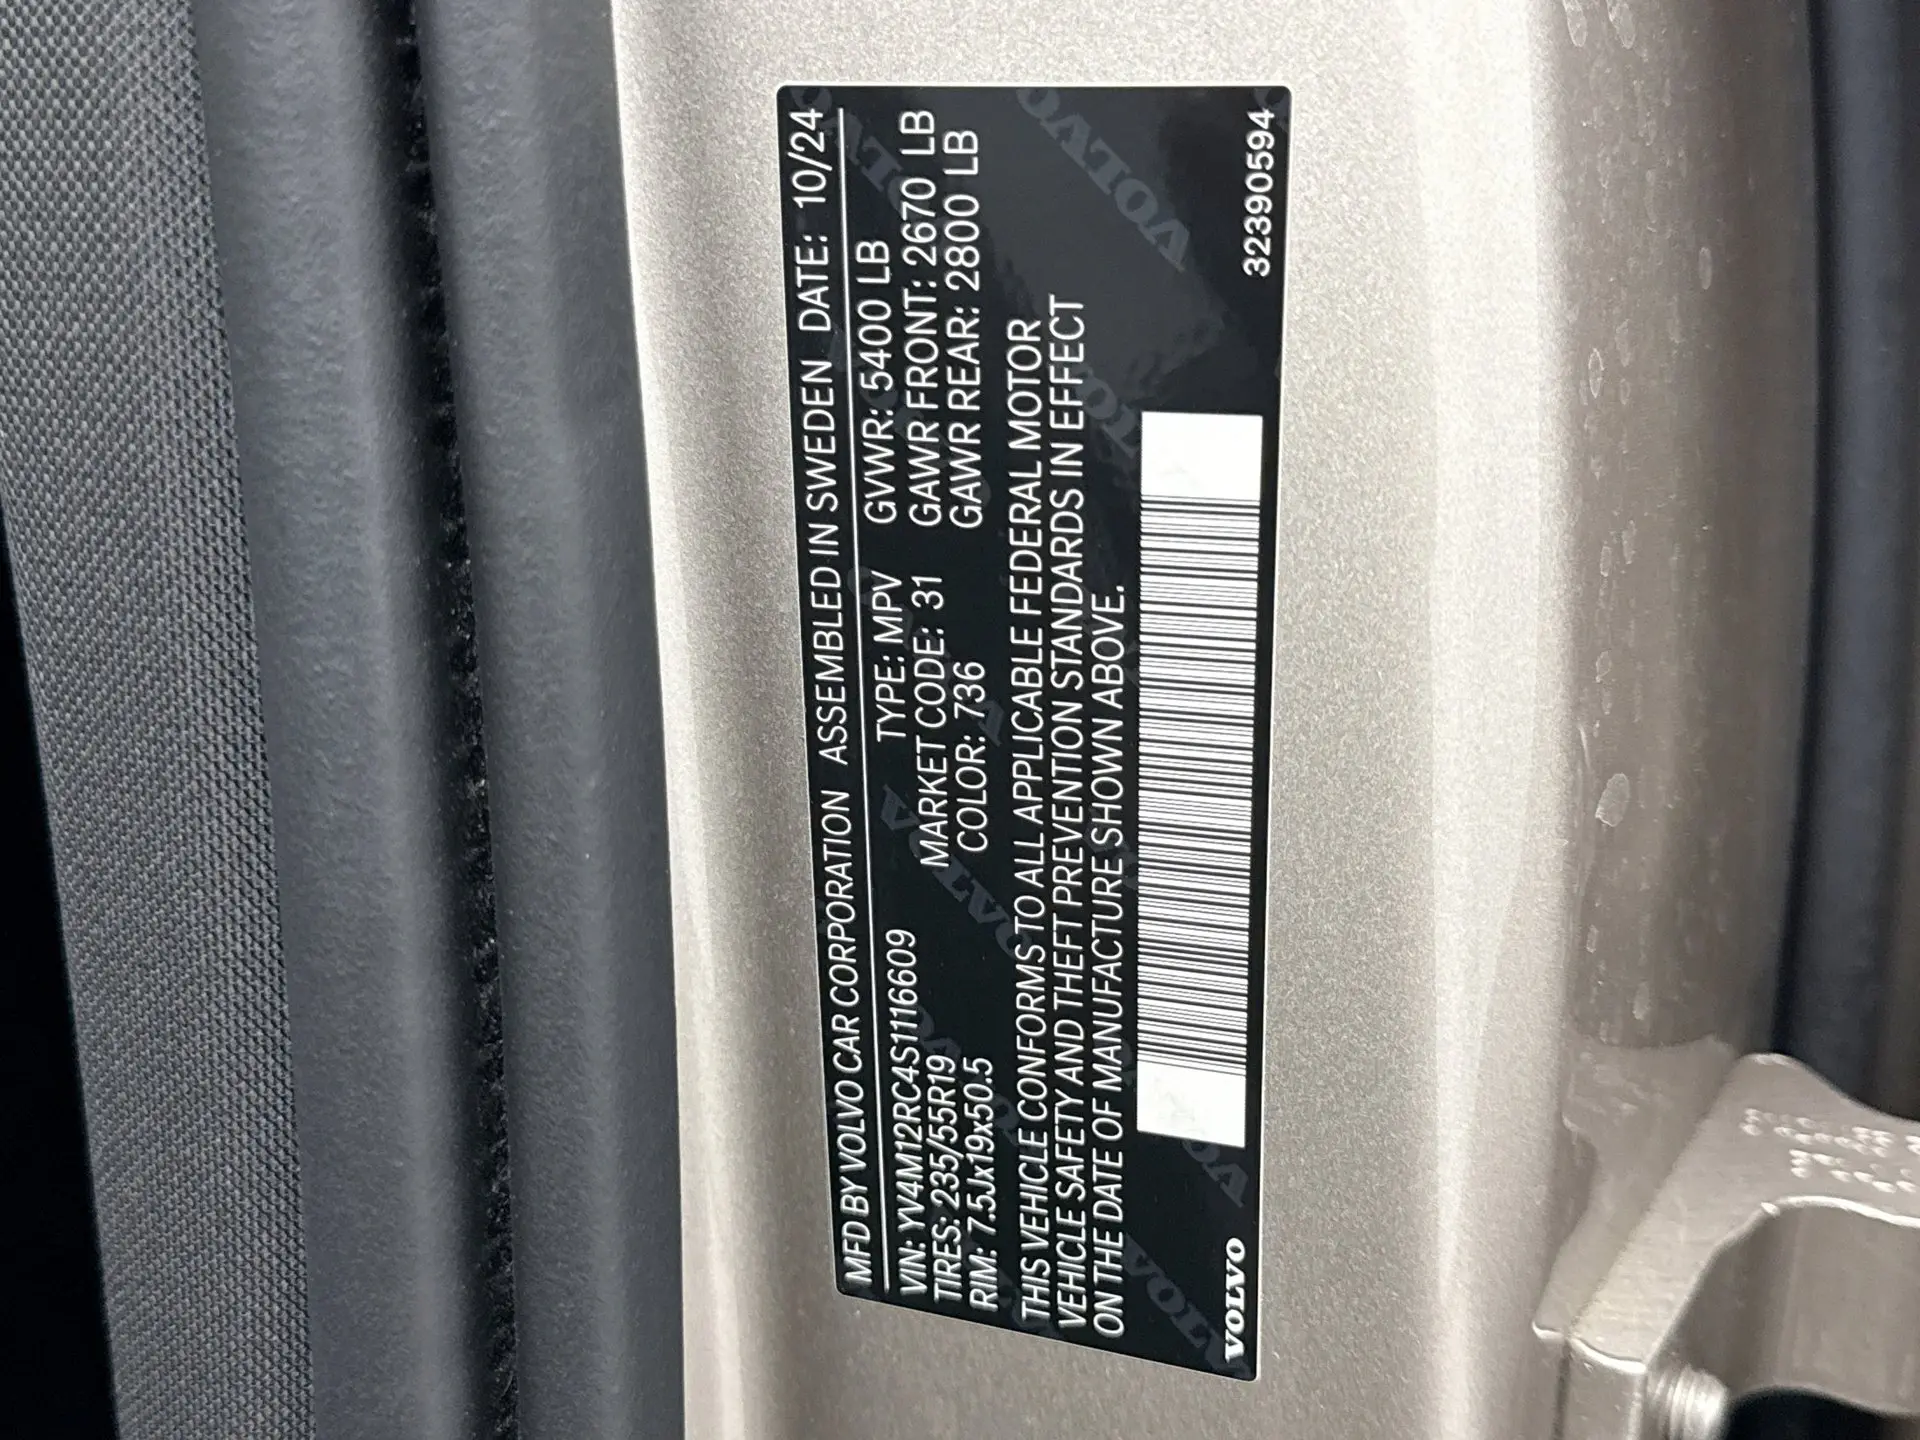 MFD BY VOLVO CAR CORPORATION ASSEMBLED IN SWEDEN DATE: 10/24
VIN: YV4M12RC4S1116609 TYPE: MPV GVWR: 5400 LB
TIRES: 235/55R19 MARKET CODE: 31 GAWR FRONT: 2670 LB
RIM: 7.5Jx19x50.5 COLOR: 736 GAWR REAR: 2800 LB
THIS VEHICLE CONFORMS TO ALL APPLICABLE FEDERAL MOTOR
VEHICLE SAFETY AND THEFT PREVENTION STANDARDS IN EFFECT
ON THE DATE OF MANUFACTURE SHOWN ABOVE.
VOLVO 32390594